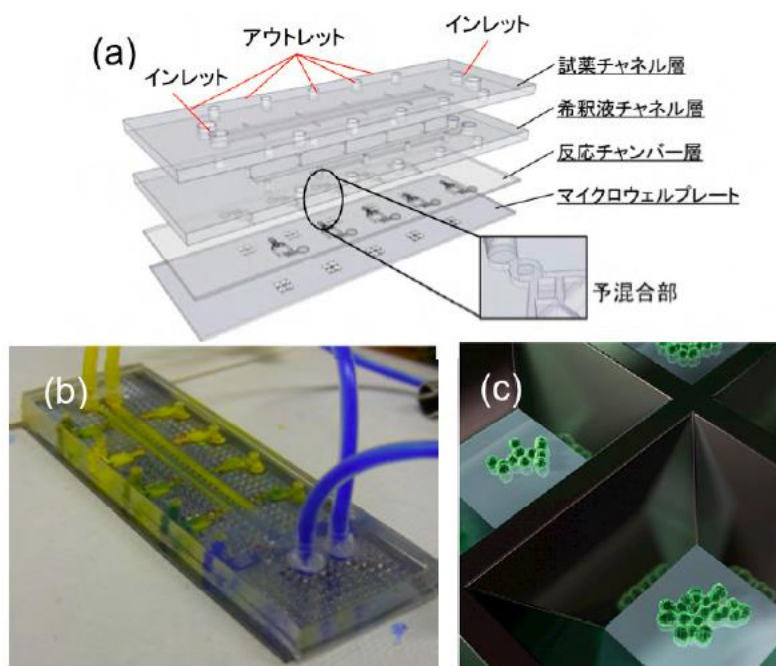 (a)
インレット
アウトレット
インレット
試薬チャネル層
希釈液チャネル層
反応チャンバー層
マイクロウェルプレート
予混合部
(b)
(c)